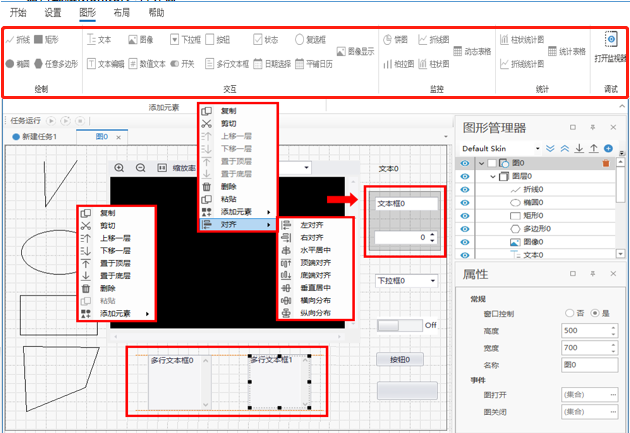 开始 设置 图形 布局 帮助
折线 矩形 文本 图像 下拉框 按钮 状态 复选框 图像显示 饼图 折线图 动态表格 柱状统计图 统计表格 打开监视器
椭圆 任意多边形 文本编辑 数值文本 开关 多行文本框 日期选择 平铺日历 柱状图 折线统计图
绘制 交互 监控 统计 调试
添加元素
任务运行
新建任务1 图0
缩放率
复制
剪切
上移一层
下移一层
置于顶层
置于底层
删除
粘贴
添加元素
对齐
左对齐
右对齐
水平居中
顶端对齐
底端对齐
垂直居中
横向分布
纵向分布
复制
剪切
上移一层
下移一层
置于顶层
置于底层
删除
粘贴
添加元素
文本0
文本框0
0
下拉框0
Off
按钮0
多行文本框0 多行文本框1
图形管理器
Default Skin
图0
图层0
折线0
椭圆0
矩形0
多边形0
图像0
文本0
属性
常规
窗口控制 否 是
高度 500
宽度 700
名称 图0
事件
图打开 (集合) ...
图关闭 (集合) ...